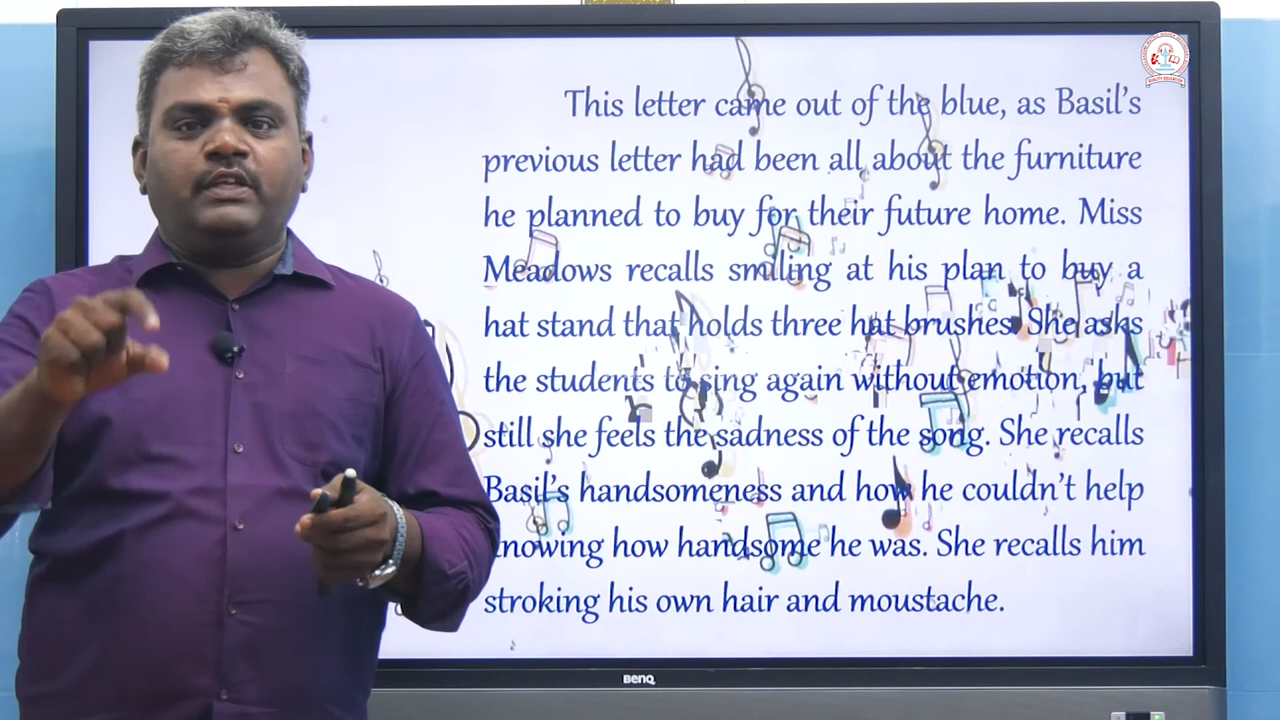 This letter came out of the blue, as Basil's
previous letter had been all about the furniture
he planned to buy for their future home. Miss
Meadows recalls smiling at his plan to buy a
hat stand that holds three hat brushes. She asks
the students to sing again without emotion, but
still she feels the sadness of the song. She recalls
Basil's handsomeness and how he couldn't help
knowing how handsome he was. She recalls him
stroking his own hair and moustache.
BenQ